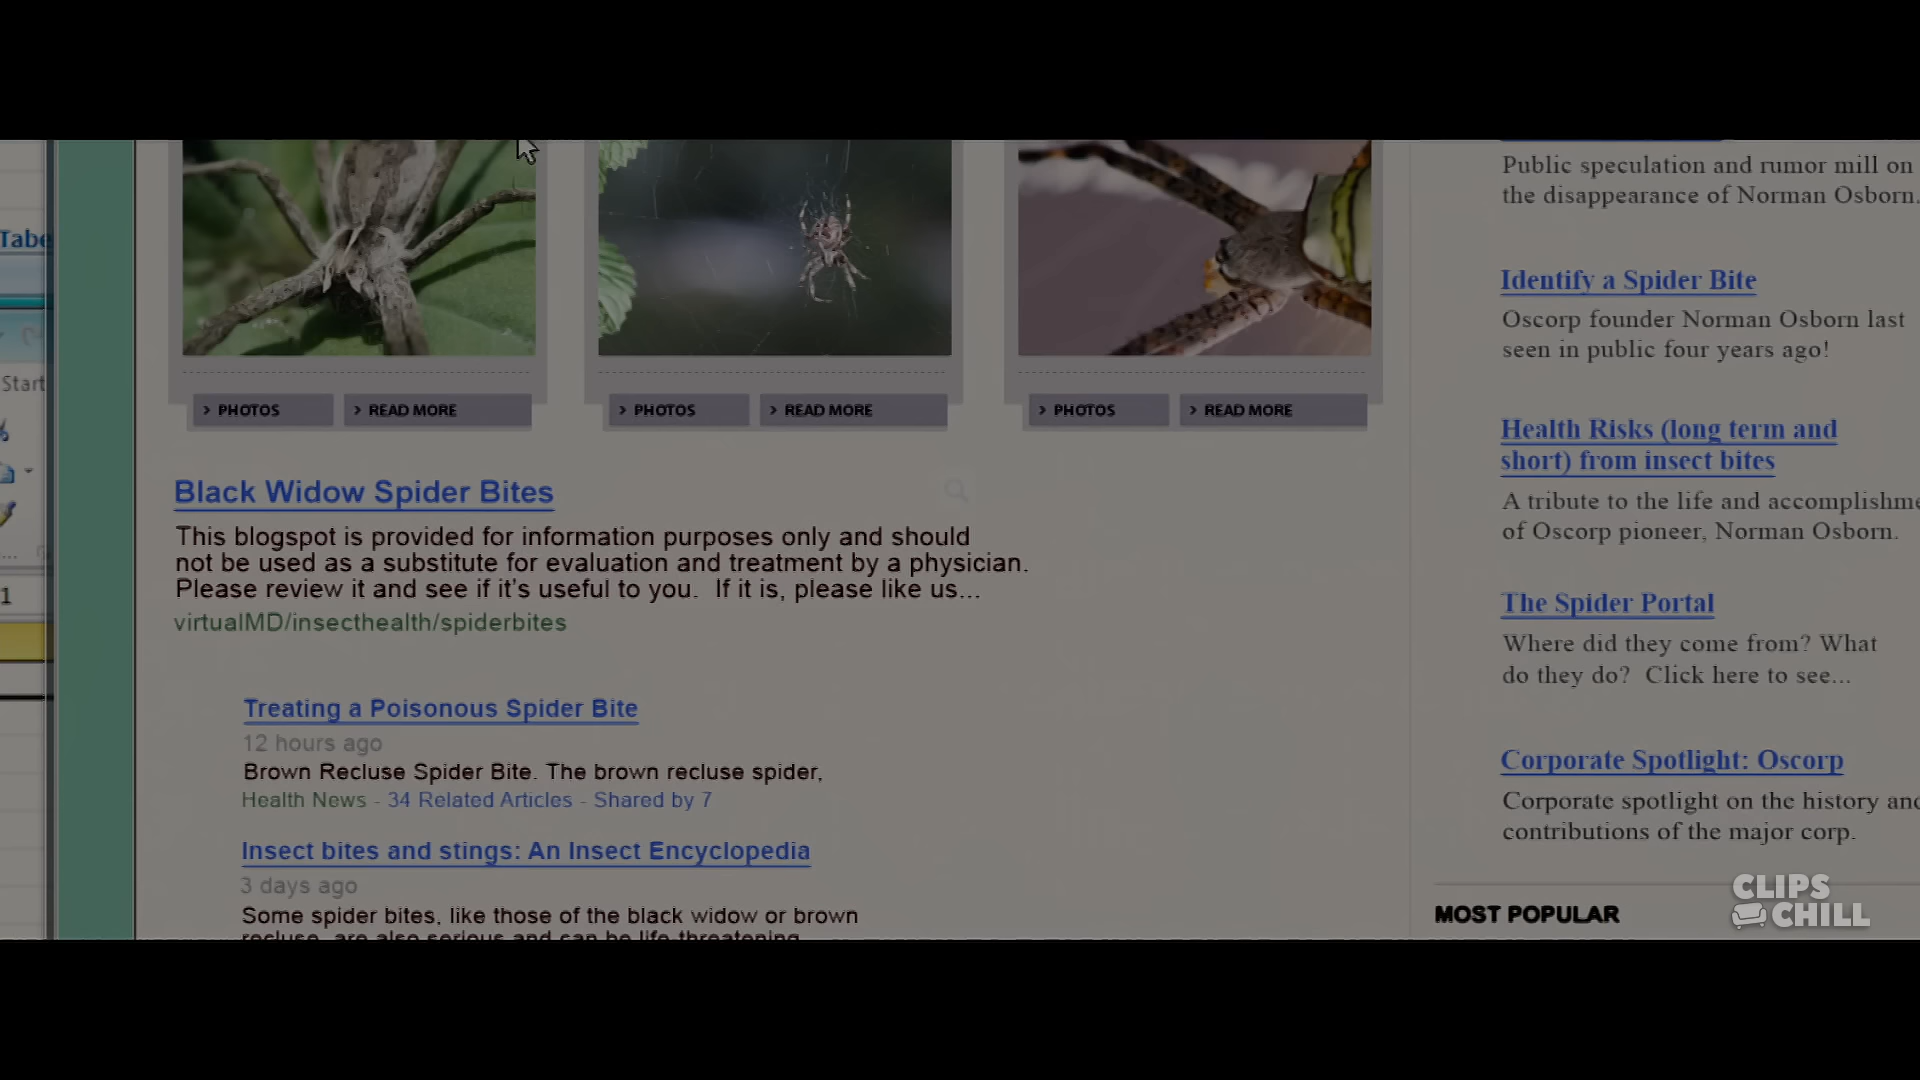 Tabe
Start
1
PHOTOS
READ MORE
PHOTOS
READ MORE
PHOTOS
READ MORE
Black Widow Spider Bites
This blogspot is provided for information purposes only and should
not be used as a substitute for evaluation and treatment by a physician.
Please review it and see if it's useful to you. If it is, please like us...
virtualMD/insecthealth/spiderbites
Treating a Poisonous Spider Bite
12 hours ago
Brown Recluse Spider Bite. The brown recluse spider,
Health News - 34 Related Articles - Shared by 7
Insect bites and stings: An Insect Encyclopedia
3 days ago
Some spider bites, like those of the black widow or brown
recluse, are also serious and can be life threatening
Public speculation and rumor mill on
the disappearance of Norman Osborn.
Identify a Spider Bite
Oscorp founder Norman Osborn last
seen in public four years ago!
Health Risks (long term and
short) from insect bites
A tribute to the life and accomplishme
of Oscorp pioneer, Norman Osborn.
The Spider Portal
Where did they come from? What
do they do? Click here to see...
Corporate Spotlight: Oscorp
Corporate spotlight on the history and
contributions of the major corp.
MOST POPULAR
CLIPS
CHILL